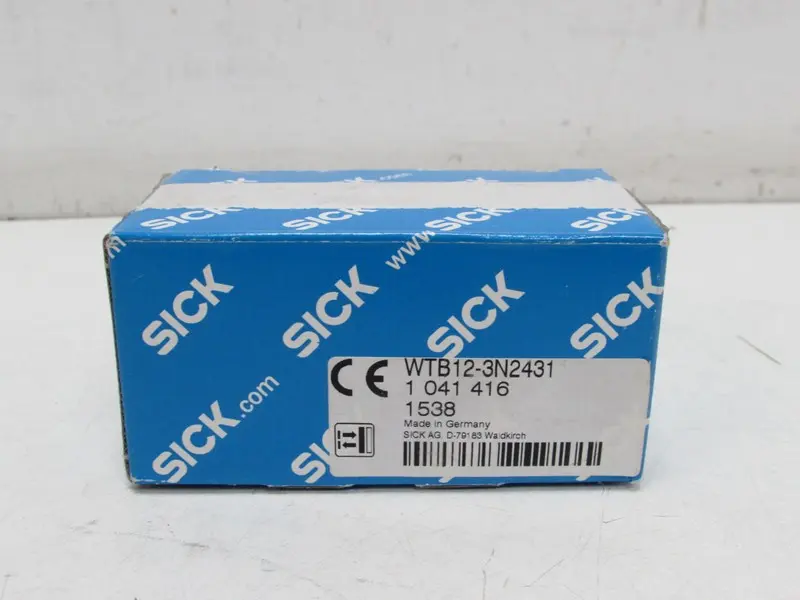 SICK
.com
.com
SICK
SICK
www.SICK
SICK
SICK.com
CE
WTB12-3N2431
1 041 416
1538
Made in Germany
SICK AG, D-79183 Waldkirch